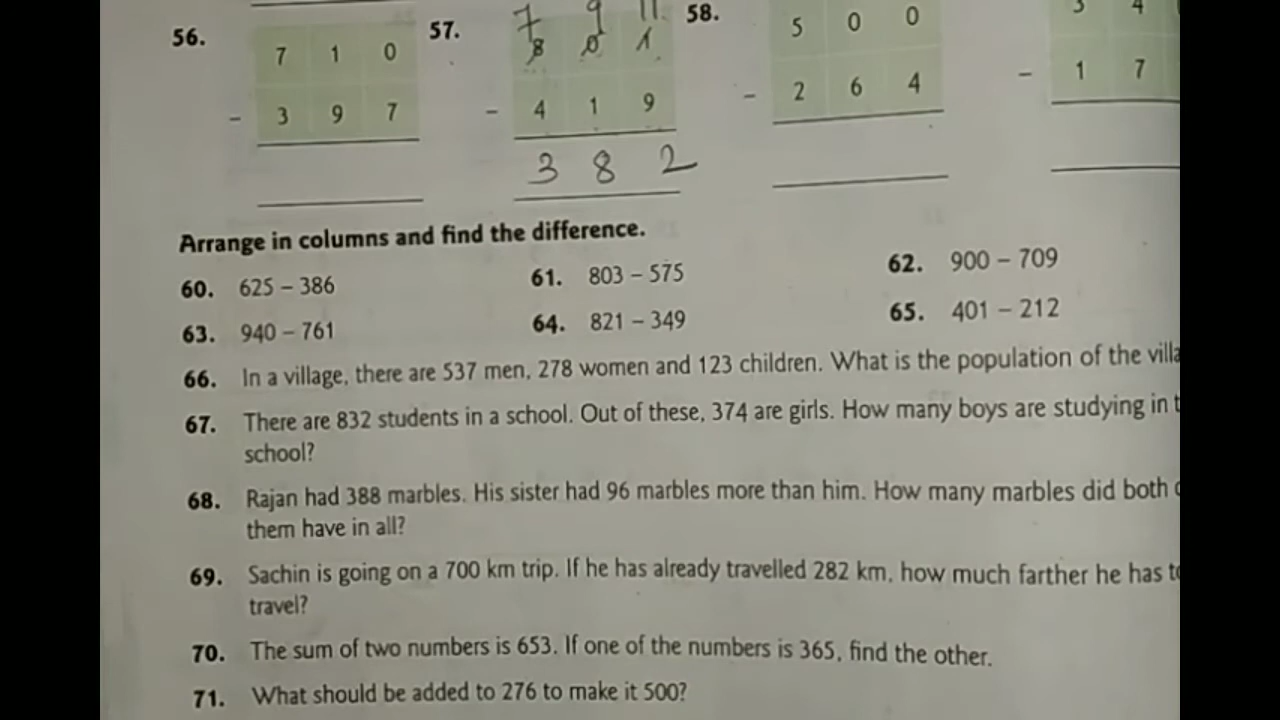 7 9 11
56. 7 1 0 57. 8 0 1 58. 5 0 0 3 4
- 3 9 7 - 4 1 9 - 2 6 4 - 1 7
3 8 2
Arrange in columns and find the difference.
60. 625 – 386 61. 803 – 575 62. 900 – 709
63. 940 – 761 64. 821 – 349 65. 401 – 212
66. In a village, there are 537 men, 278 women and 123 children. What is the population of the villa
67. There are 832 students in a school. Out of these, 374 are girls. How many boys are studying in t
school?
68. Rajan had 388 marbles. His sister had 96 marbles more than him. How many marbles did both o
them have in all?
69. Sachin is going on a 700 km trip. If he has already travelled 282 km, how much farther he has to
travel?
70. The sum of two numbers is 653. If one of the numbers is 365, find the other.
71. What should be added to 276 to make it 500?